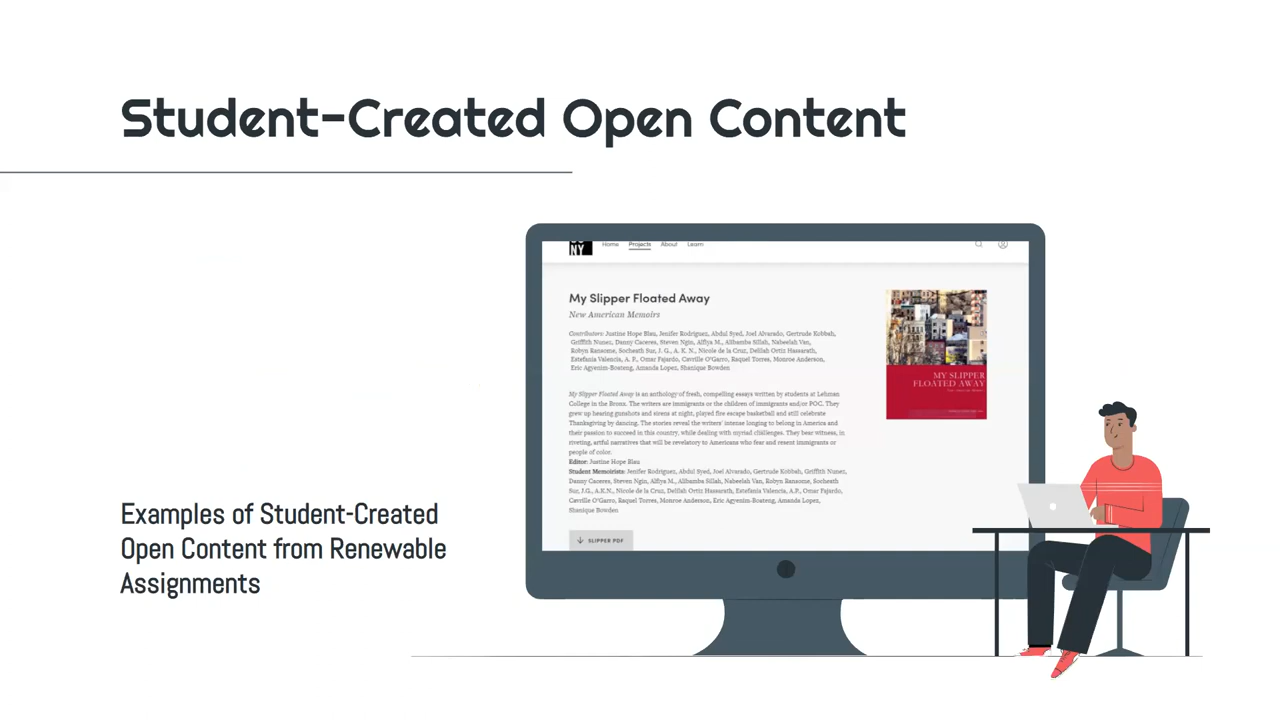 Student-Created Open Content
NY
Home Projects About Learn
My Slipper Floated Away
New American Memoirs
Contributors: Justine Hope Blau, Jenifer Rodriguez, Abdul Syed, Joel Alvarado, Gertrude Kobbah,
Griffith Nunez, Danny Caceres, Steven Ngin, Alfiya M., Alibamba Sillah, Nabeelah Van,
Robyn Ransome, Socheath Sur, J. G., A. K. N., Nicole de la Cruz, Delilah Ortiz Hassarath,
Estefania Valencia, A. P., Omar Fajardo, Caville O'Garro, Raquel Torres, Monroe Anderson,
Eric Agyenim-Boateng, Amanda Lopez, Shanique Bowden
My Slipper Floated Away is an anthology of fresh, compelling essays written by students at Lehman
College in the Bronx. The writers are immigrants or the children of immigrants and/or POC. They
grew up hearing gunshots and sirens at night, played fire escape basketball and still celebrate
Thanksgiving by dancing. The stories reveal the writers' intense longing to belong in America and
their passion to succeed in this country, while dealing with myriad challenges. They bear witness, in
riveting, artful narratives that will be revelatory to Americans who fear and resent immigrants or
people of color.
Editor: Justine Ho Blau
Student Memoirists: Jenifer Rodriguez, Abdul Syed, Joel Alvarado, Gertrude Kobbah, Griffith Nunez,
Danny Caceres, Steven Ngin, Alfiya M., Alibamba Sillah, Nabeelah Van, Robyn Ransome, Socheath
Sur, J.G., A.K.N., Nicole de la Cruz, Delilah Ortiz Hassarath, Estefania Valencia, A.P., Omar Fajardo,
Caville O'Garro, Raquel Torres, Monroe Anderson, Eric Agyenim-Boateng, Amanda Lopez,
Shanique Bowden
SLIPPER PDF
MY SLIPPER
FLOATED AWAY
Examples of Student-Created
Open Content from Renewable
Assignments